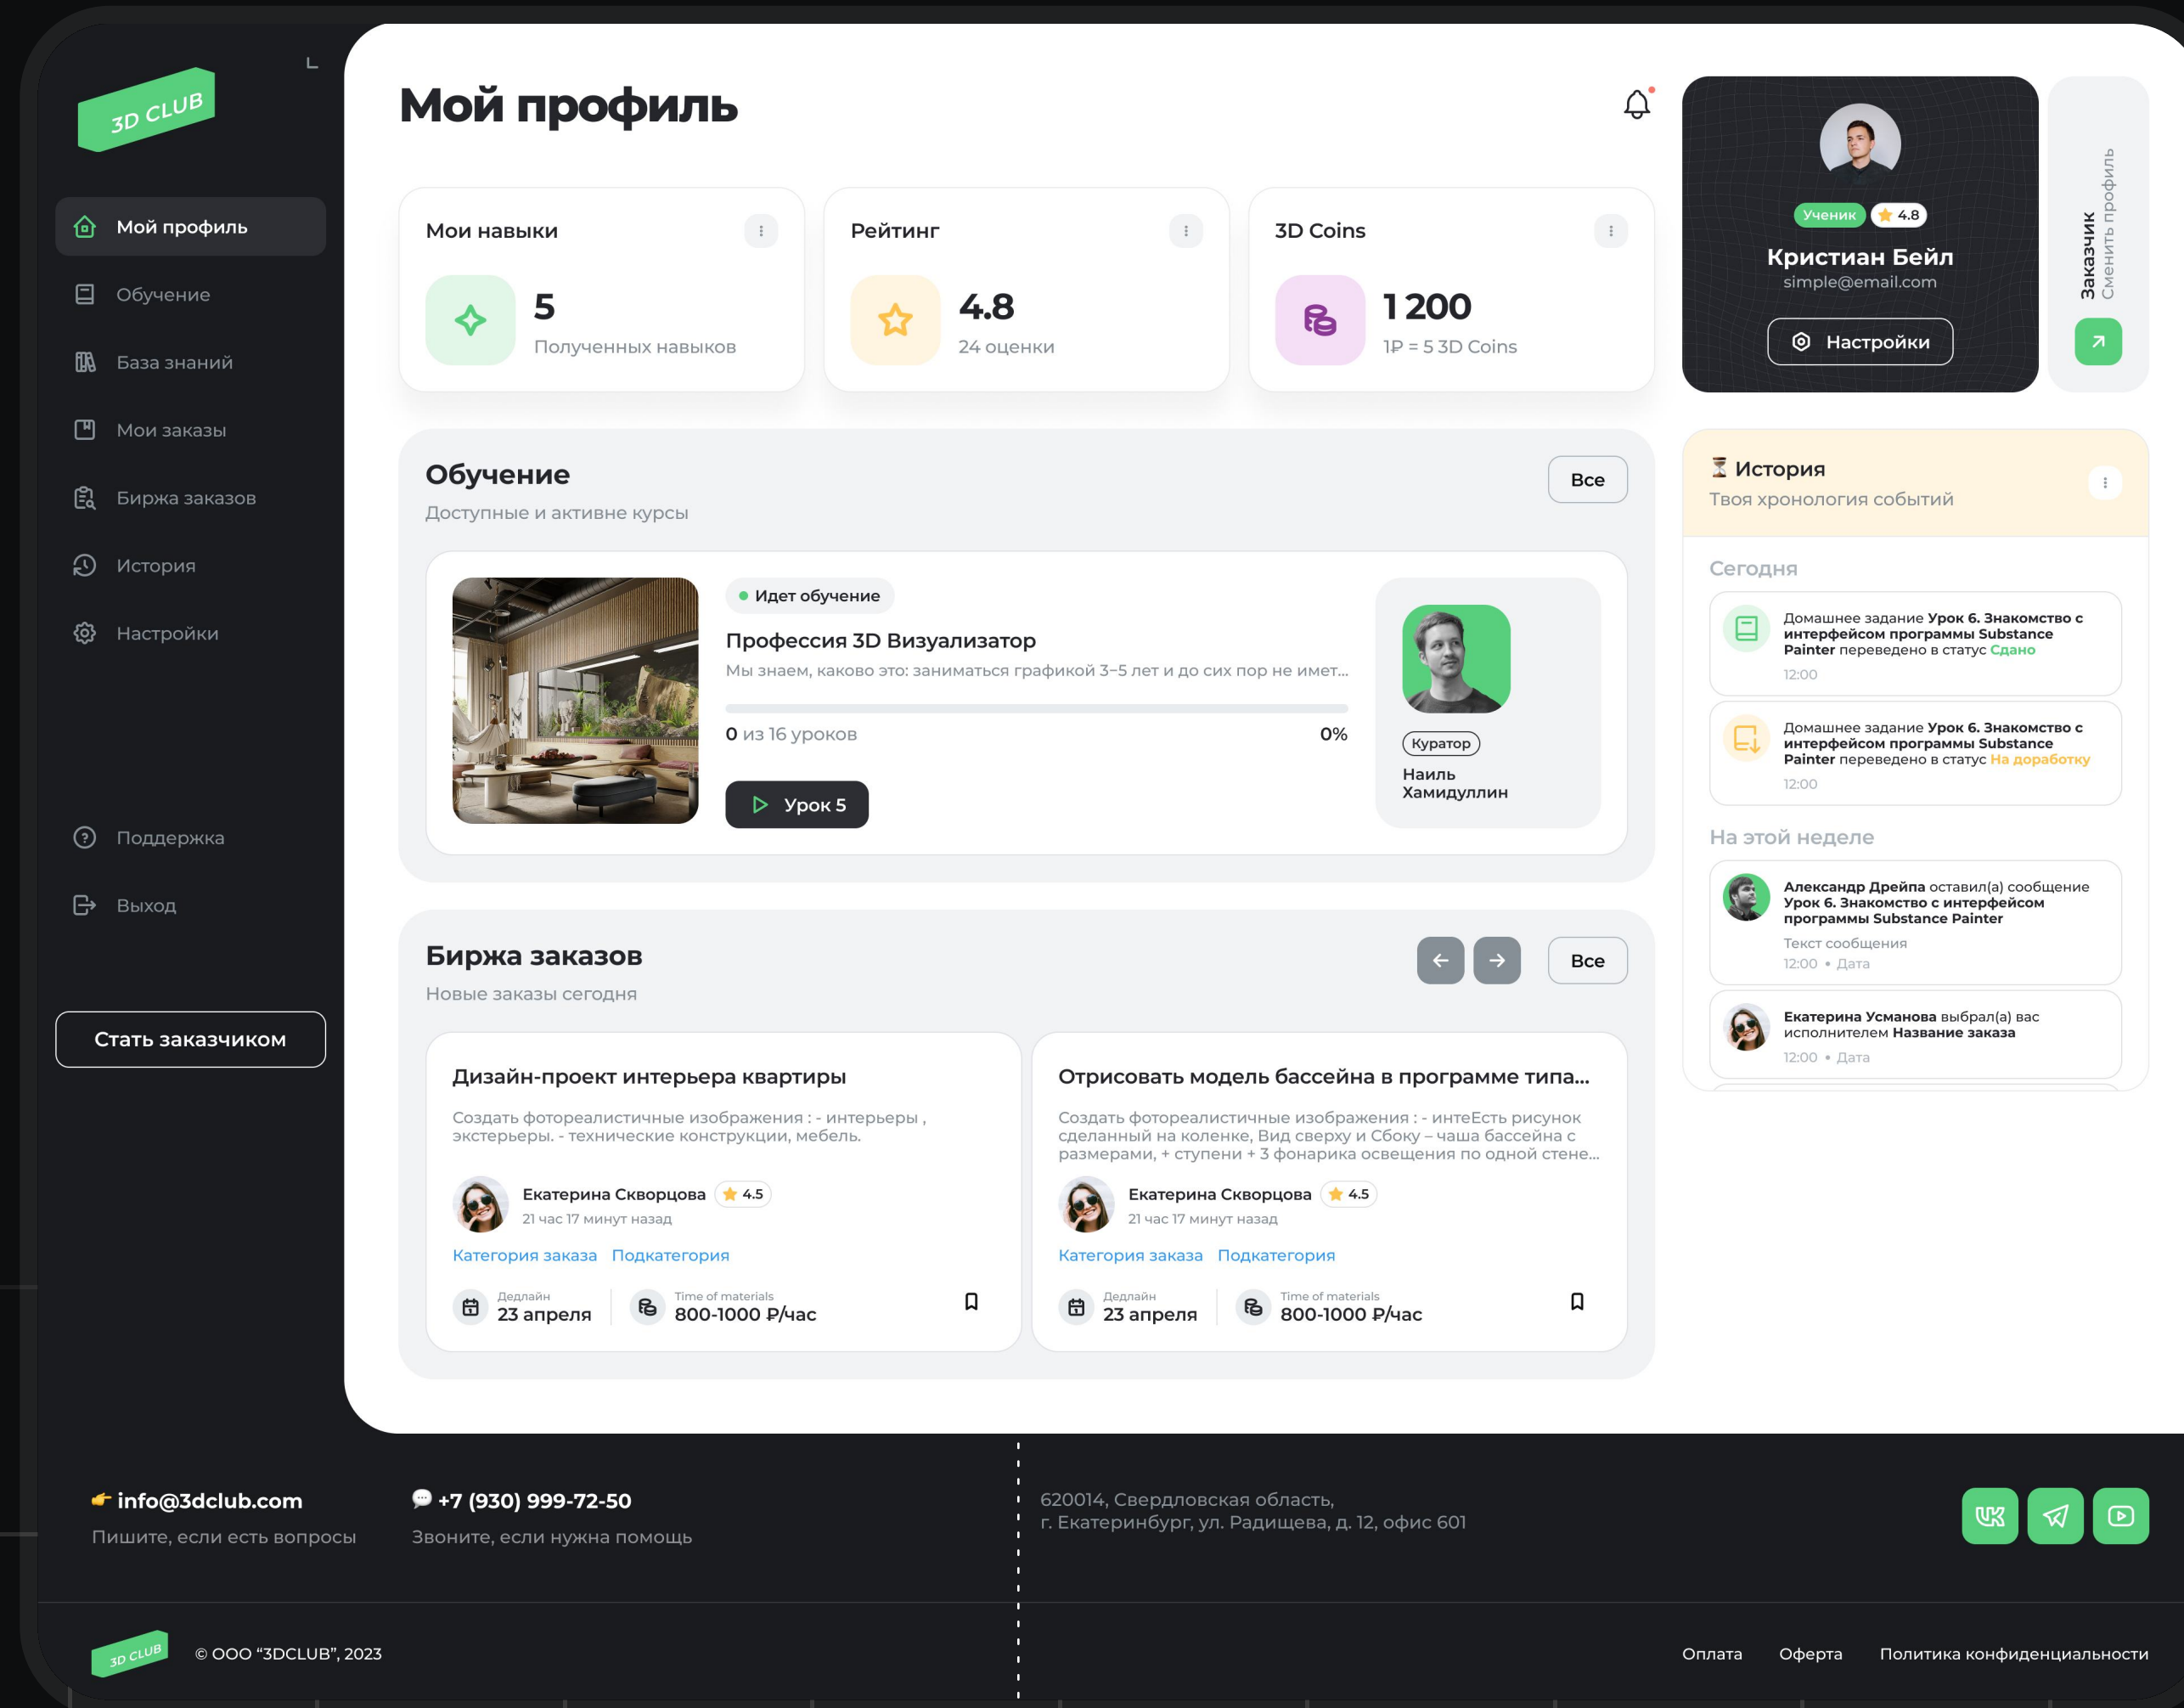 3D CLUB
Мой профиль
Обучение
База знаний
Мои заказы
Биржа заказов
История
Настройки
Поддержка
Выход
Стать заказчиком
Мой профиль
Мои навыки
5
Полученных навыков
Рейтинг
4.8
24 оценки
3D Coins
1 200
1₽ = 5 3D Coins
Ученик
4.8
Кристиан Бейл
simple@email.com
Настройки
Заказчик
Сменить профиль
Обучение
Доступные и активне курсы
Все
Идет обучение
Профессия 3D Визуализатор
Мы знаем, каково это: заниматься графикой 3–5 лет и до сих пор не имет...
0 из 16 уроков
0%
Урок 5
Куратор
Наиль
Хамидуллин
Биржа заказов
Новые заказы сегодня
Все
Дизайн-проект интерьера квартиры
Создать фотореалистичные изображения : - интерьеры ,
экстерьеры. - технические конструкции, мебель.
Екатерина Скворцова
4.5
21 час 17 минут назад
Категория заказа Подкатегория
Дедлайн
23 апреля
Time of materials
800-1000 ₽/час
Отрисовать модель бассейна в программе типа...
Создать фотореалистичные изображения : - интеЕсть рисунок
сделанный на коленке, Вид сверху и Сбоку – чаша бассейна с
размерами, + ступени + 3 фонарика освещения по одной стене...
Екатерина Скворцова
4.5
21 час 17 минут назад
Категория заказа Подкатегория
Дедлайн
23 апреля
Time of materials
800-1000 ₽/час
⏳ История
Твоя хронология событий
Сегодня
Домашнее задание Урок 6. Знакомство с
интерфейсом программы Substance
Painter переведено в статус Сдано
12:00
Домашнее задание Урок 6. Знакомство с
интерфейсом программы Substance
Painter переведено в статус На доработку
12:00
На этой неделе
Александр Дрейпа оставил(а) сообщение
Урок 6. Знакомство с интерфейсом
программы Substance Painter
Текст сообщения
12:00 • Дата
Екатерина Усманова выбрал(а) вас
исполнителем Название заказа
12:00 • Дата
👉 info@3dclub.com
Пишите, если есть вопросы
💬 +7 (930) 999-72-50
Звоните, если нужна помощь
620014, Свердловская область,
г. Екатеринбург, ул. Радищева, д. 12, офис 601
3D CLUB
© ООО “3DCLUB”, 2023
Оплата
Оферта
Политика конфиденциальности